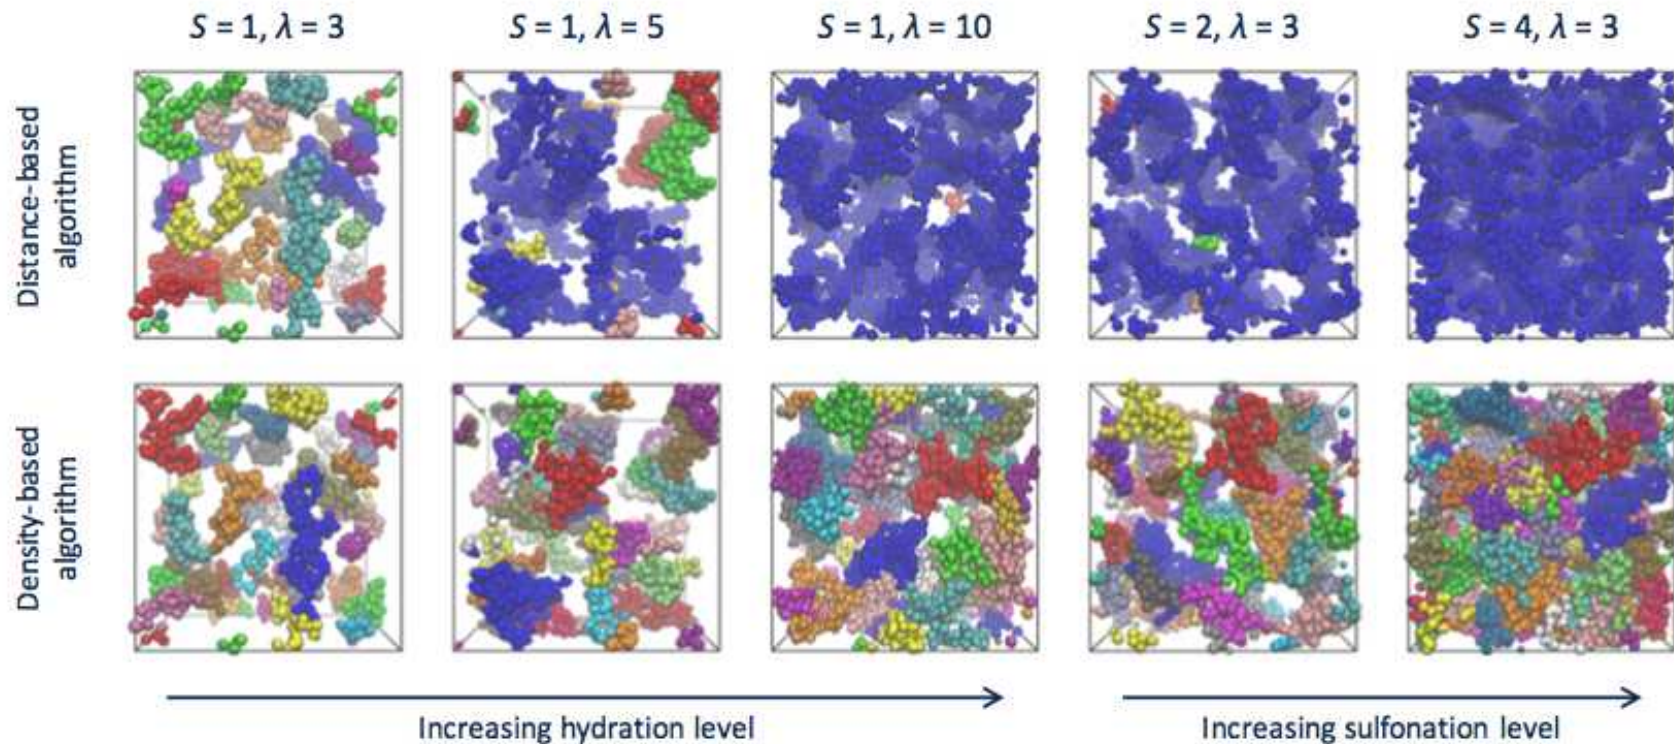 S = 1, λ = 3
S = 1, λ = 5
S = 1, λ = 10
S = 2, λ = 3
S = 4, λ = 3
Distance-based
algorithm
Density-based
algorithm
Increasing hydration level
Increasing sulfonation level